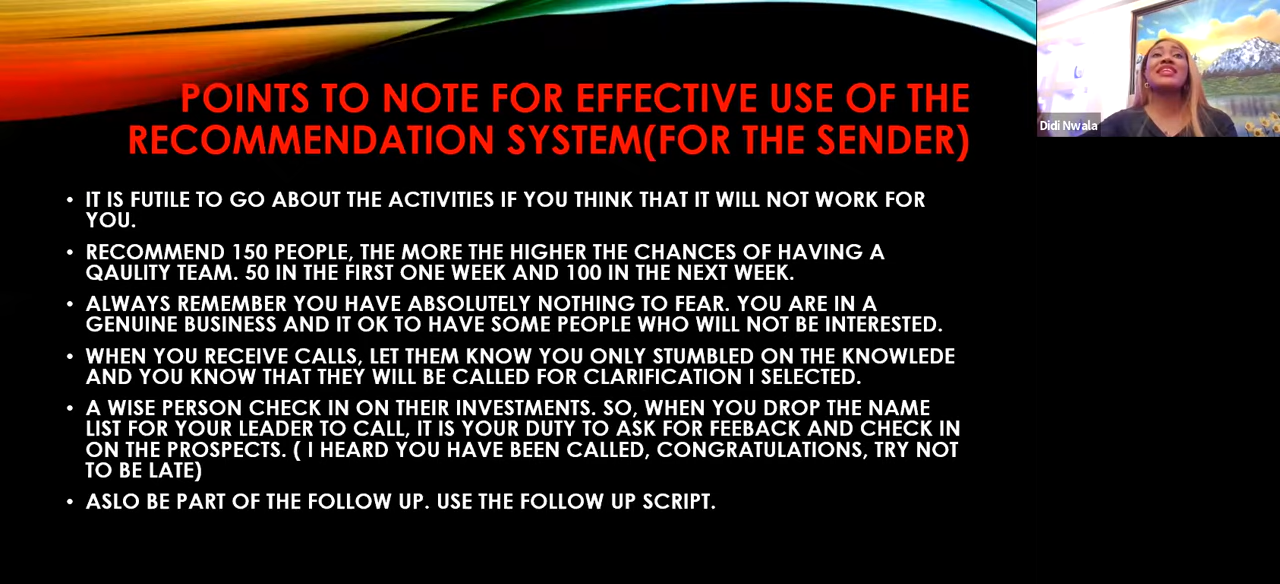 POINTS TO NOTE FOR EFFECTIVE USE OF THE
RECOMMENDATION SYSTEM(FOR THE SENDER)
Didi Nwala
• IT IS FUTILE TO GO ABOUT THE ACTIVITIES IF YOU THINK THAT IT WILL NOT WORK FOR
YOU.
• RECOMMEND 150 PEOPLE, THE MORE THE HIGHER THE CHANCES OF HAVING A
QAULITY TEAM. 50 IN THE FIRST ONE WEEK AND 100 IN THE NEXT WEEK.
• ALWAYS REMEMBER YOU HAVE ABSOLUTELY NOTHING TO FEAR. YOU ARE IN A
GENUINE BUSINESS AND IT OK TO HAVE SOME PEOPLE WHO WILL NOT BE INTERESTED.
• WHEN YOU RECEIVE CALLS, LET THEM KNOW YOU ONLY STUMBLED ON THE KNOWLEDE
AND YOU KNOW THAT THEY WILL BE CALLED FOR CLARIFICATION I SELECTED.
• A WISE PERSON CHECK IN ON THEIR INVESTMENTS. SO, WHEN YOU DROP THE NAME
LIST FOR YOUR LEADER TO CALL, IT IS YOUR DUTY TO ASK FOR FEEBACK AND CHECK IN
ON THE PROSPECTS. ( I HEARD YOU HAVE BEEN CALLED, CONGRATULATIONS, TRY NOT
TO BE LATE)
• ASLO BE PART OF THE FOLLOW UP. USE THE FOLLOW UP SCRIPT.